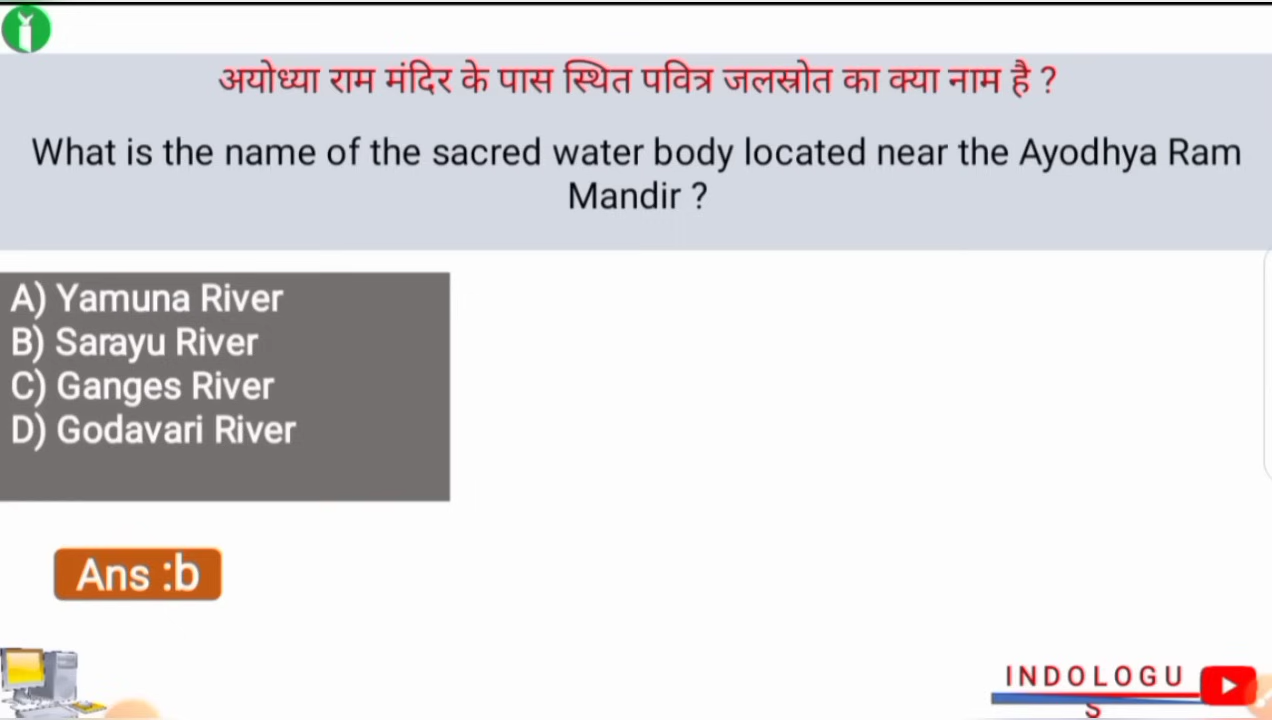 अयोध्या राम मंदिर के पास स्थित पवित्र जलस्रोत का क्या नाम है ?
What is the name of the sacred water body located near the Ayodhya Ram
Mandir ?
A) Yamuna River
B) Sarayu River
C) Ganges River
D) Godavari River
Ans :b
INDOLOGU
S